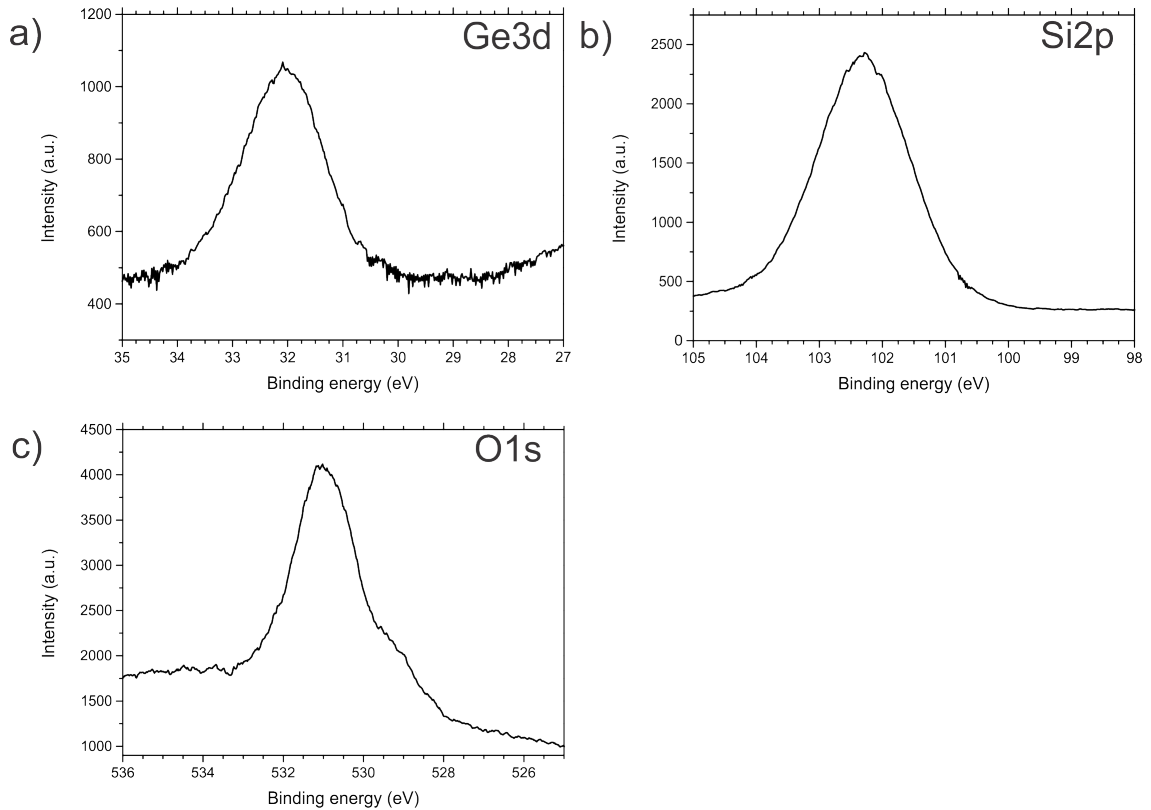 a)
Ge3d
1200
1000
800
600
400
Intensity (a.u.)
35 34 33 32 31 30 29 28 27
Binding energy (eV)
b)
Si2p
2500
2000
1500
1000
500
0
Intensity (a.u.)
105 104 103 102 101 100 99 98
Binding energy (eV)
c)
O1s
4500
4000
3500
3000
2500
2000
1500
1000
Intensity (a.u.)
536 534 532 530 528 526
Binding energy (eV)